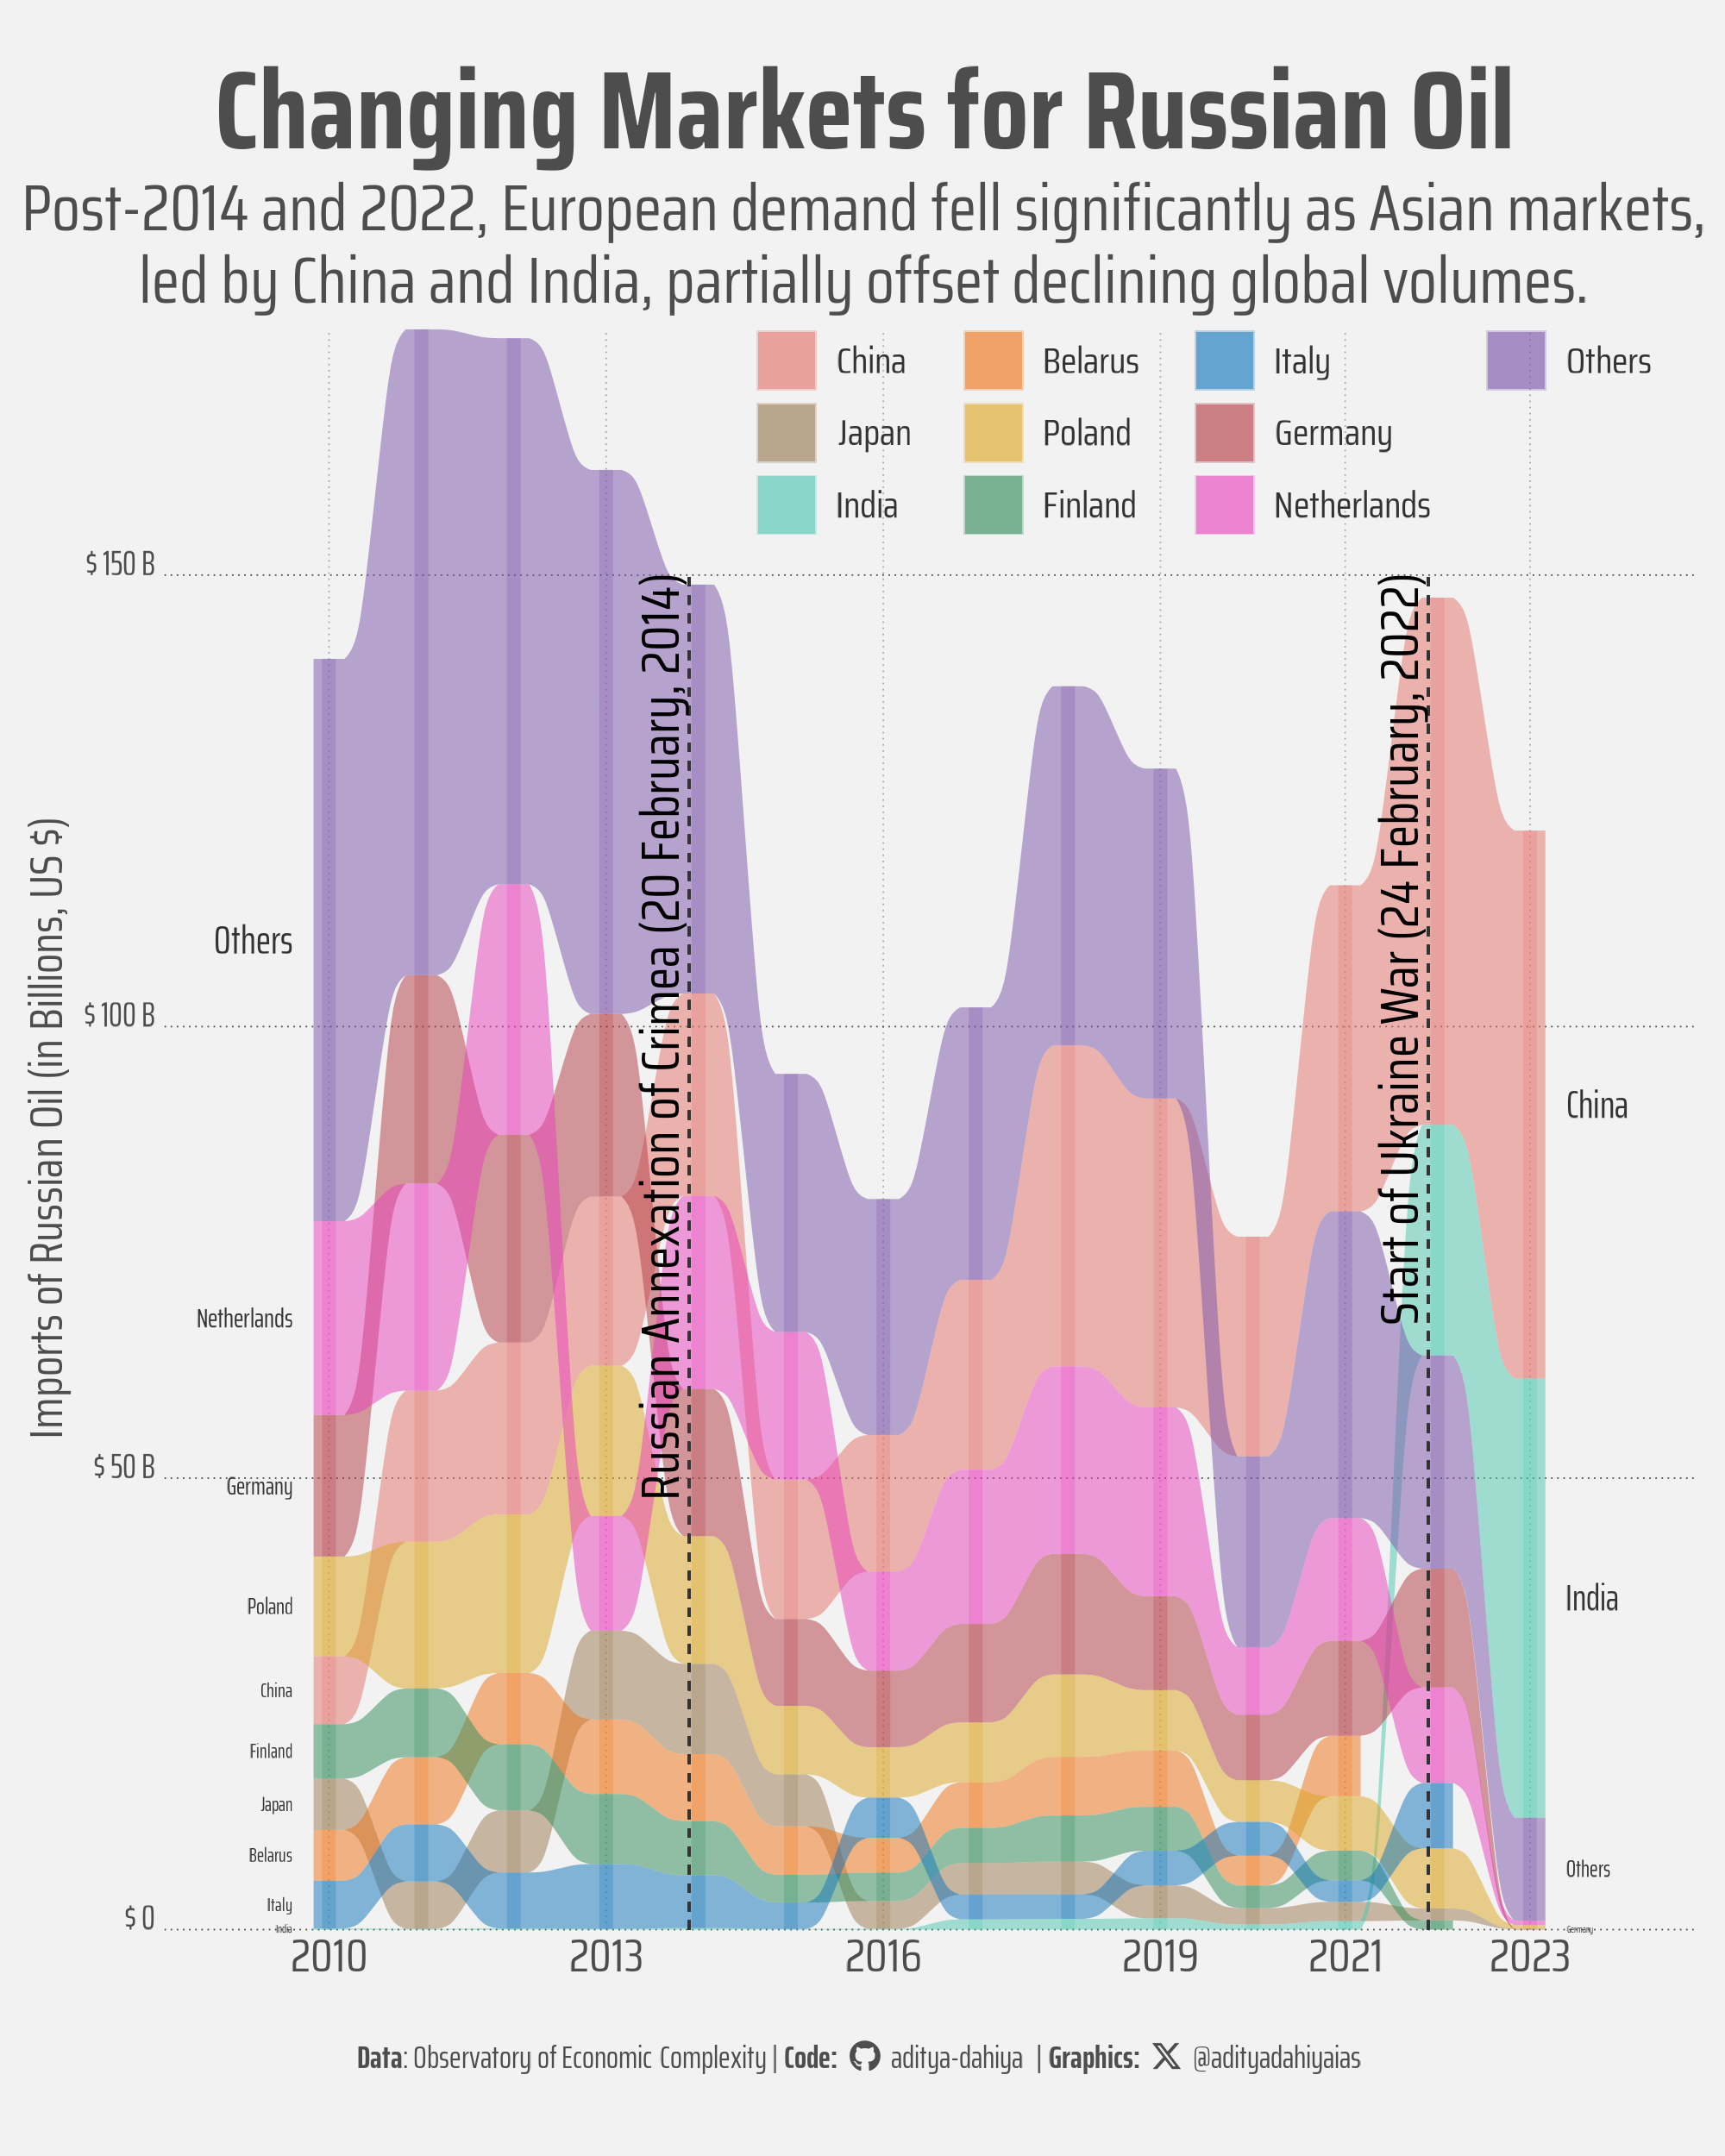 Changing Markets for Russian Oil
Post-2014 and 2022, European demand fell significantly as Asian markets,
led by China and India, partially offset declining global volumes.
China
Belarus
Italy
Others
Japan
Poland
Germany
India
Finland
Netherlands
Imports of Russian Oil (in Billions, US $)
$ 150 B
$ 100 B
$ 50 B
$ 0
Others
Netherlands
Germany
Poland
China
Finland
Japan
Belarus
Italy
India
Russian Annexation of Crimea (20 February, 2014)
Start of Ukraine War (24 February, 2022)
China
India
Others
Germany
2010 2013 2016 2019 2021 2023
Data: Observatory of Economic Complexity | Code: aditya-dahiya | Graphics: @adityadahiyaias